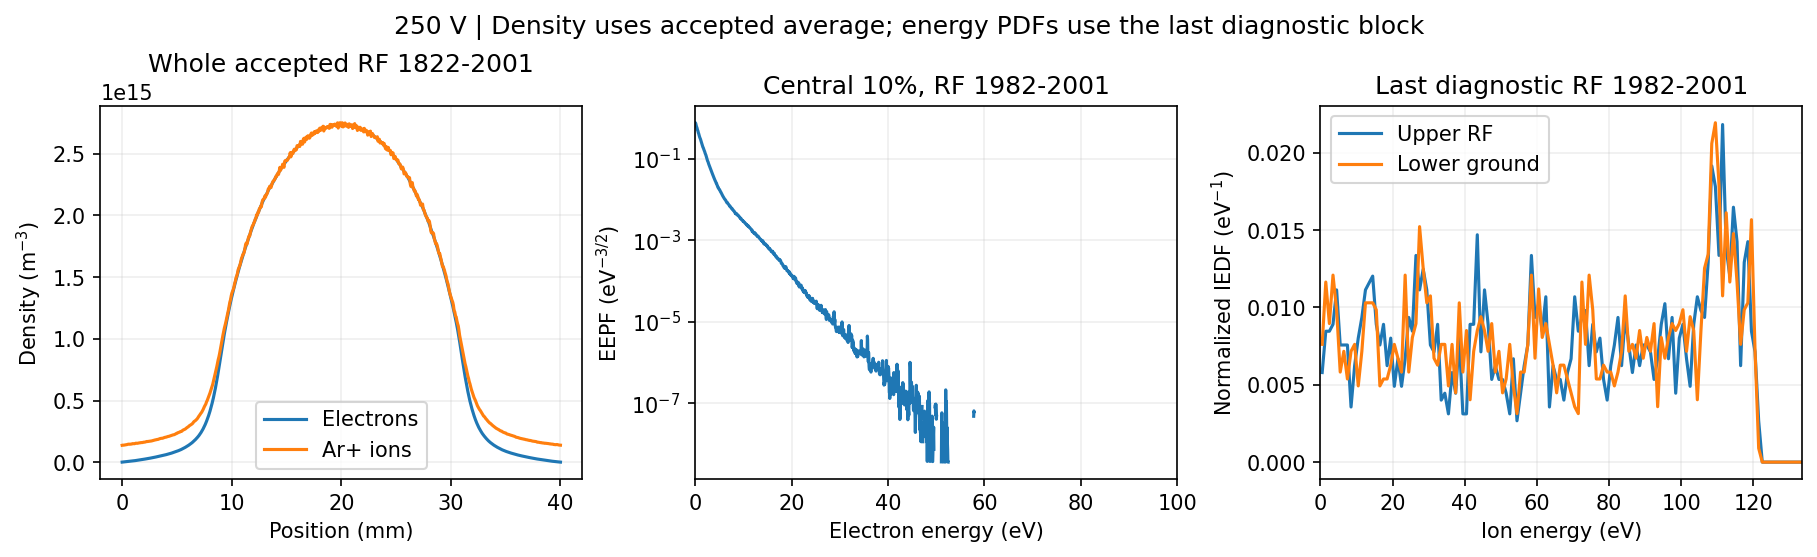 250 V | Density uses accepted average; energy PDFs use the last diagnostic block
Whole accepted RF 1822-2001
1e15
2.5
2.0
1.5
1.0
0.5
0.0
Density (m⁻³)
Electrons
Ar+ ions
0 10 20 30 40
Position (mm)
Central 10%, RF 1982-2001
10⁻¹
10⁻³
10⁻⁵
10⁻⁷
EEPF (eV⁻³/²)
0 20 40 60 80 100
Electron energy (eV)
Last diagnostic RF 1982-2001
Upper RF
Lower ground
0.020
0.015
0.010
0.005
0.000
Normalized IEDF (eV⁻¹)
0 20 40 60 80 100 120
Ion energy (eV)